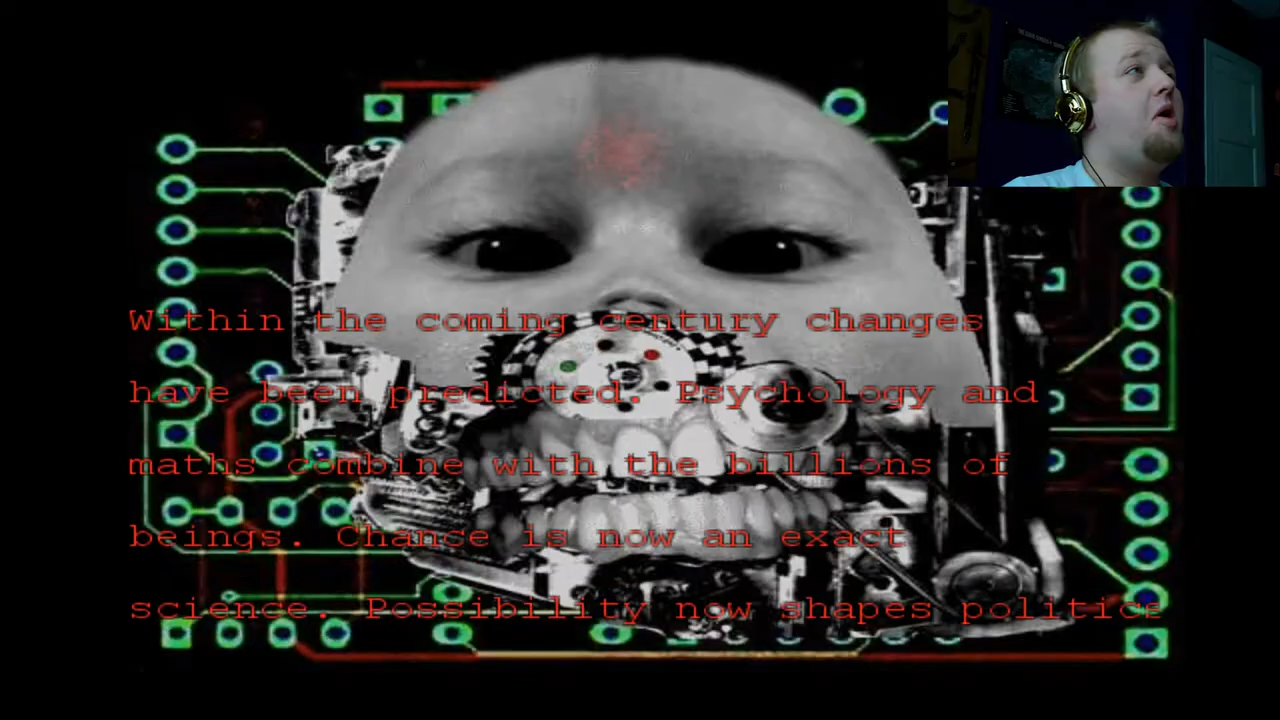 Within the coming century changes
have been predicted. Psychology and
maths combine with the billions of
beings. Chance is now an exact
science. Possibility now shapes politics